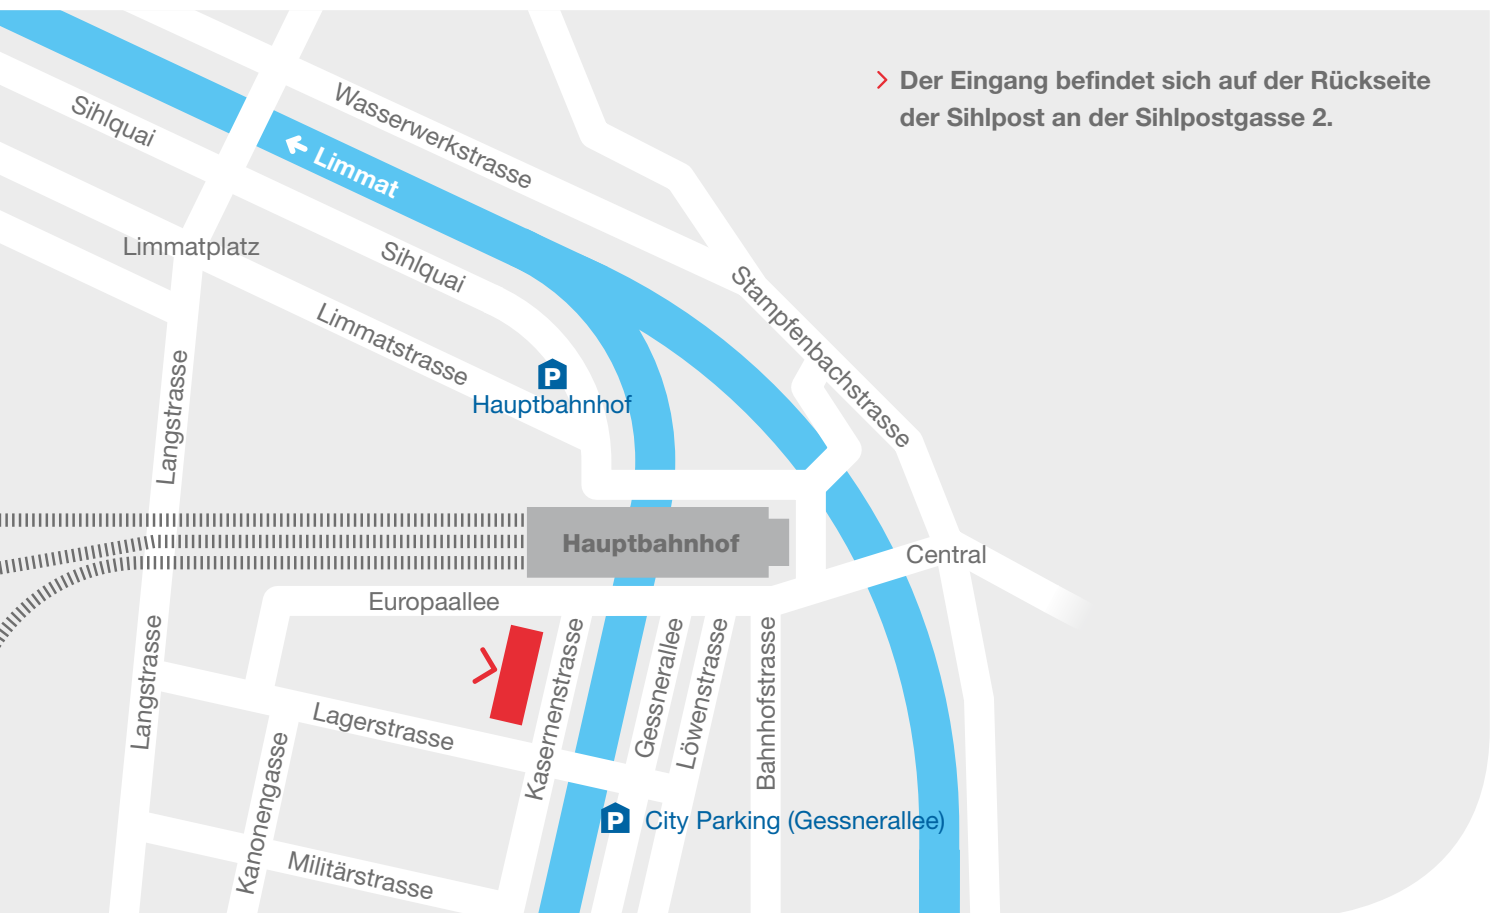 Der Eingang befindet sich auf der Rückseite
der Sihlpost an der Sihlpostgasse 2.
Wasserwerkstrasse
Sihlquai
Limmat
Limmatplatz
Sihlquai
Stampfenbachstrasse
Limmatstrasse
Langstrasse
P
Hauptbahnhof
Hauptbahnhof
Central
Europaallee
Langstrasse
Lagerstrasse
Kasernenstrasse
Gessnerallee
Löwenstrasse
Bahnhofstrasse
Kanonengasse
P City Parking (Gessnerallee)
Militärstrasse